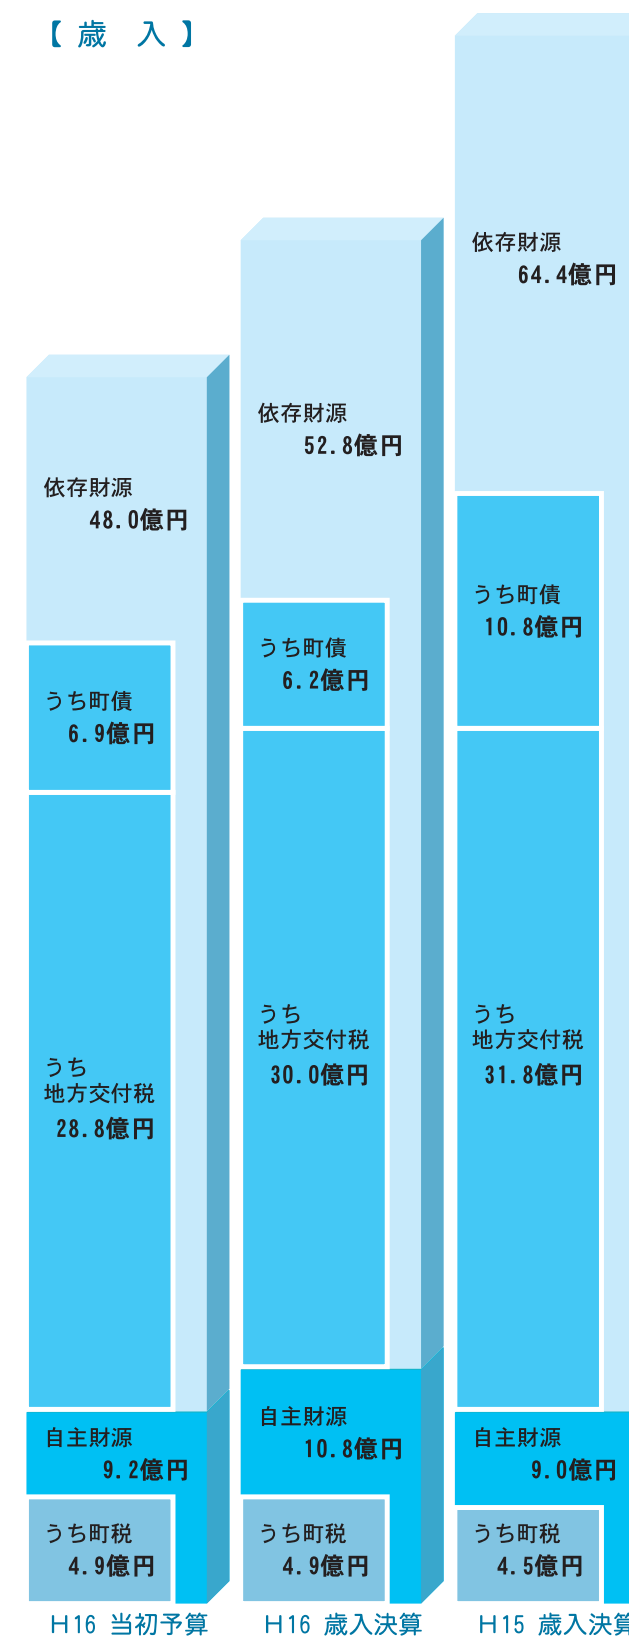 【 歳　入 】
依存財源
48.0億円
うち町債
6.9億円
うち
地方交付税
28.8億円
自主財源
9.2億円
うち町税
4.9億円
H16 当初予算
依存財源
52.8億円
うち町債
6.2億円
うち
地方交付税
30.0億円
自主財源
10.8億円
うち町税
4.9億円
H16 歳入決算
依存財源
64.4億円
うち町債
10.8億円
うち
地方交付税
31.8億円
自主財源
9.0億円
うち町税
4.5億円
H15 歳入決算